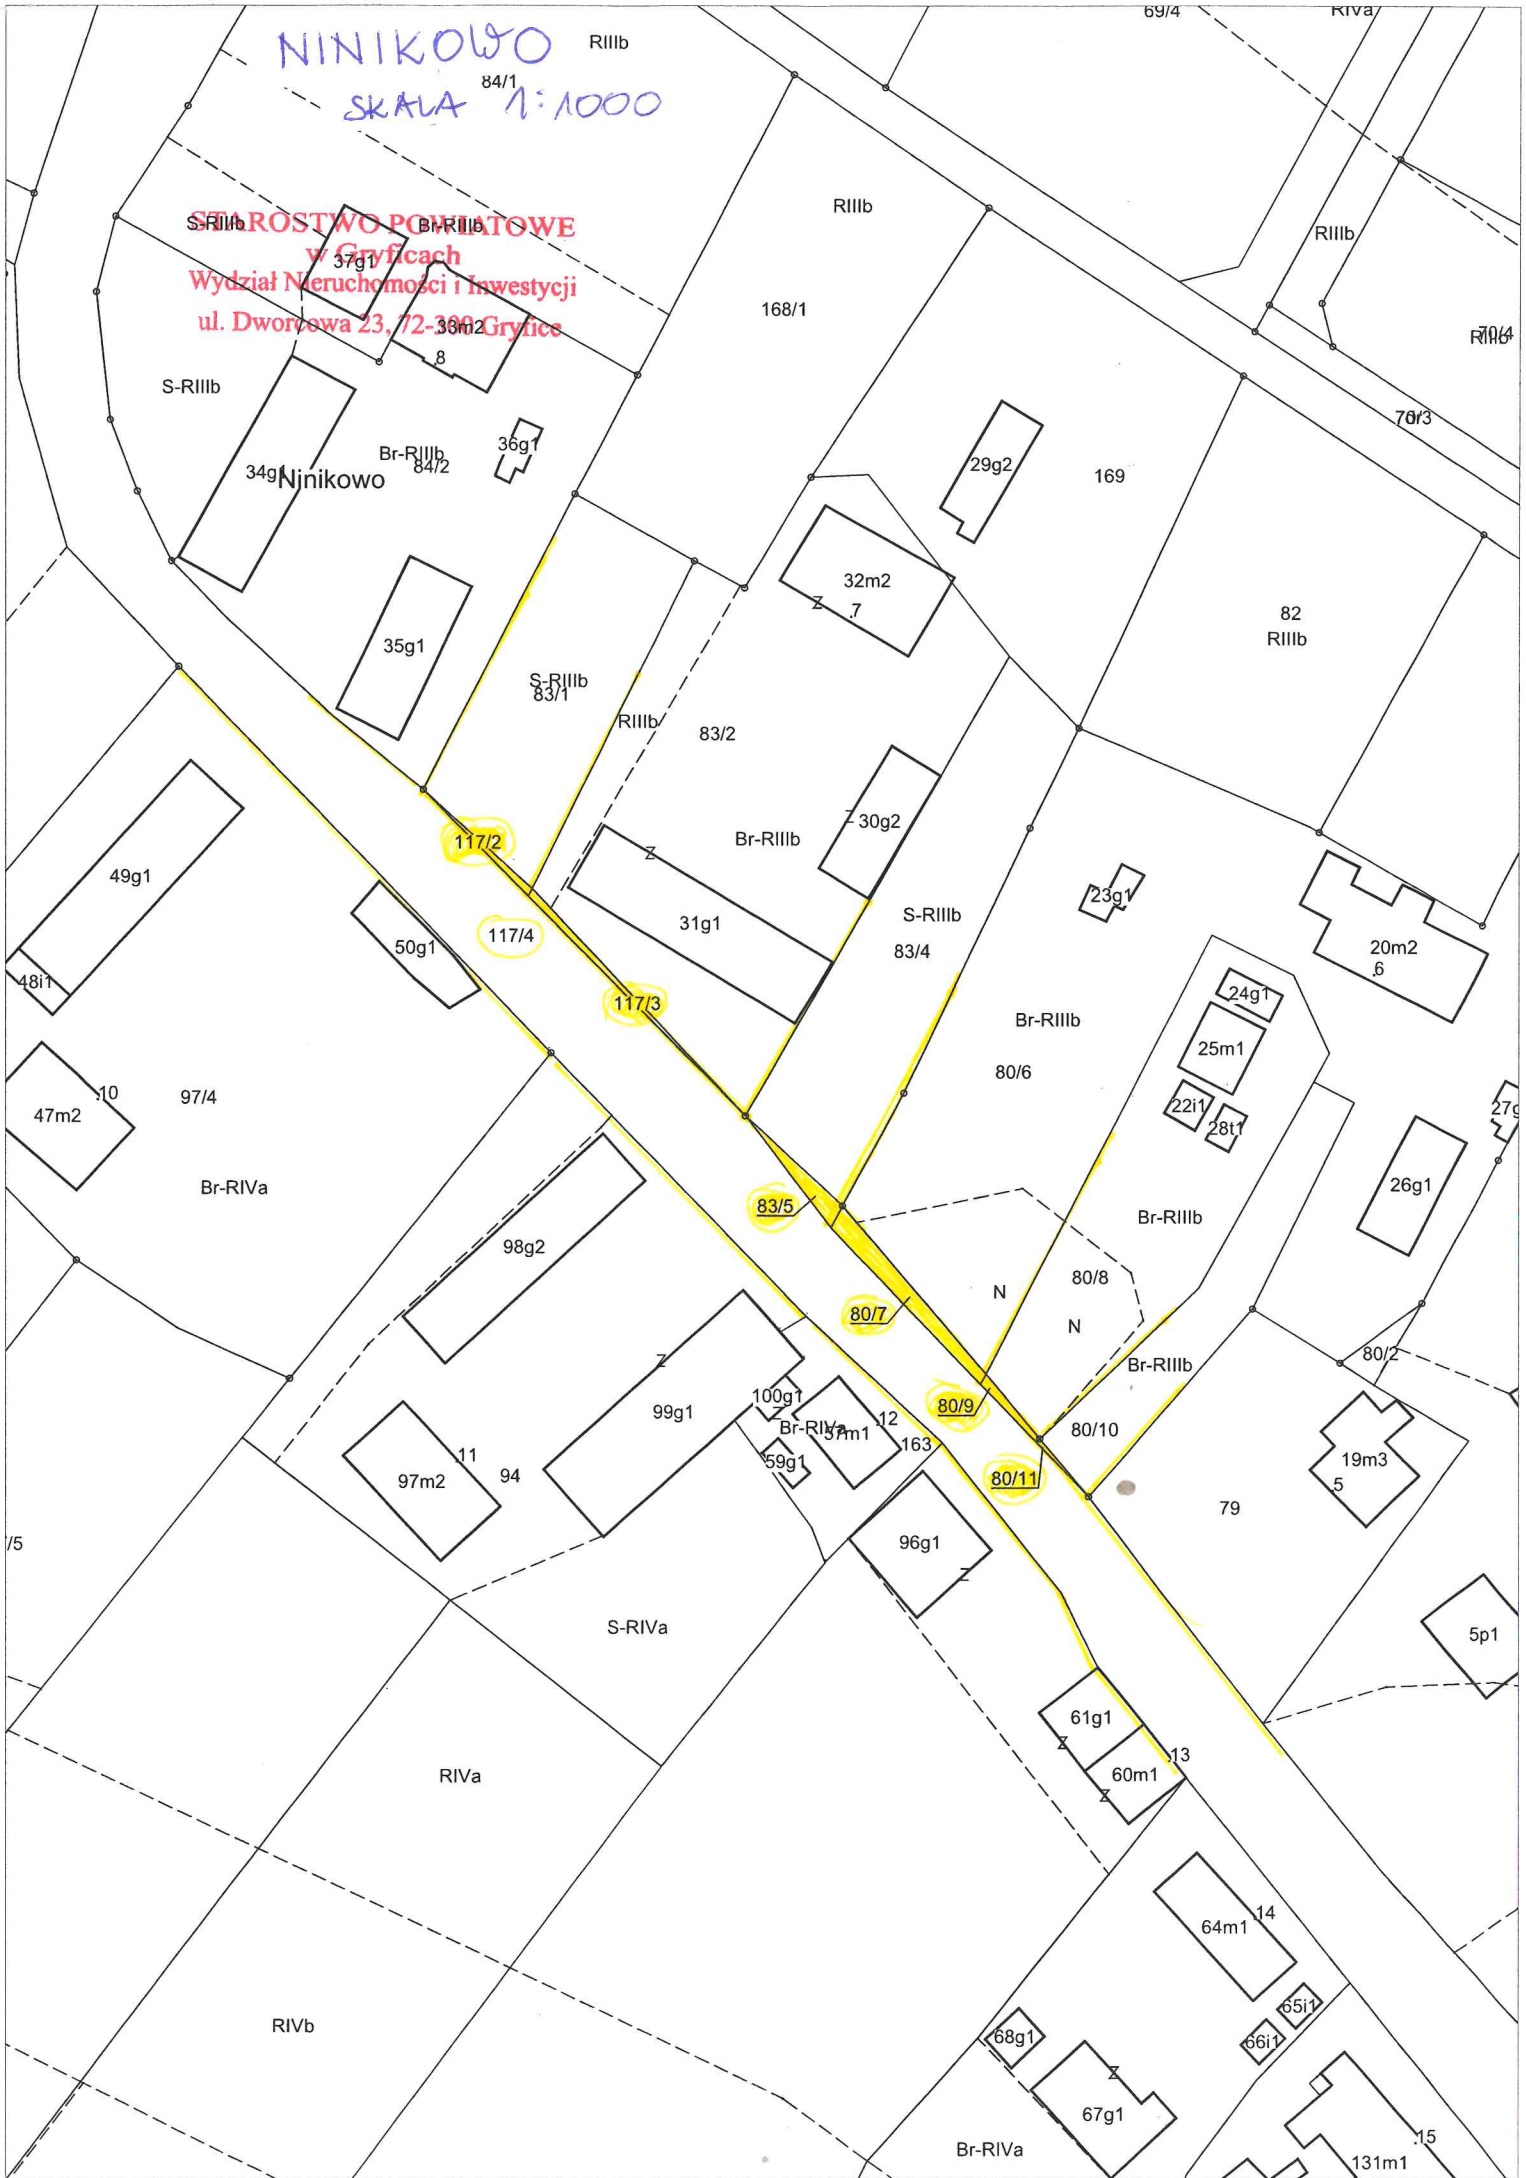 69/4
RIVa
NINIKOWO
RIIIb
84/1
SKALA 1:1000
RIIIb
S-RIIIb
STAROSTWO POWIATOWE
Br-RIIIb
RIIIb
w Gryficach
37g1
Wydział Nieruchomości i Inwestycji
168/1
ul. Dworcowa 23, 72-300 Gryfice
33m2
70/4
8
S-RIIIb
70/3
Br-RIIIb
36g1
84/2
29g2
34g1
Ninikowo
169
32m2
Z
.7
82
RIIIb
35g1
S-RIIIb
83/1
RIIIb
83/2
Z
30g2
117/2
Br-RIIIb
Z
49g1
23g1
S-RIIIb
31g1
117/4
50g1
83/4
20m2
6
48i1
24g1
117/3
Br-RIIIb
25m1
80/6
.10
97/4
47m2
22i1
27g
28t1
Br-RIVa
26g1
83/5
Br-RIIIb
98g2
80/8
N
80/7
N
80/2
Z
Br-RIIIb
100g1
80/9
99g1
Z
.12
Br-RIVa
57m1
80/10
163
.11
59g1
19m3
94
97m2
80/11
5
79
/5
96g1
Z
S-RIVa
5p1
61g1
Z
.13
RIVa
60m1
Z
.14
64m1
65i1
RIVb
68g1
66i1
Z
67g1
.15
Br-RIVa
131m1